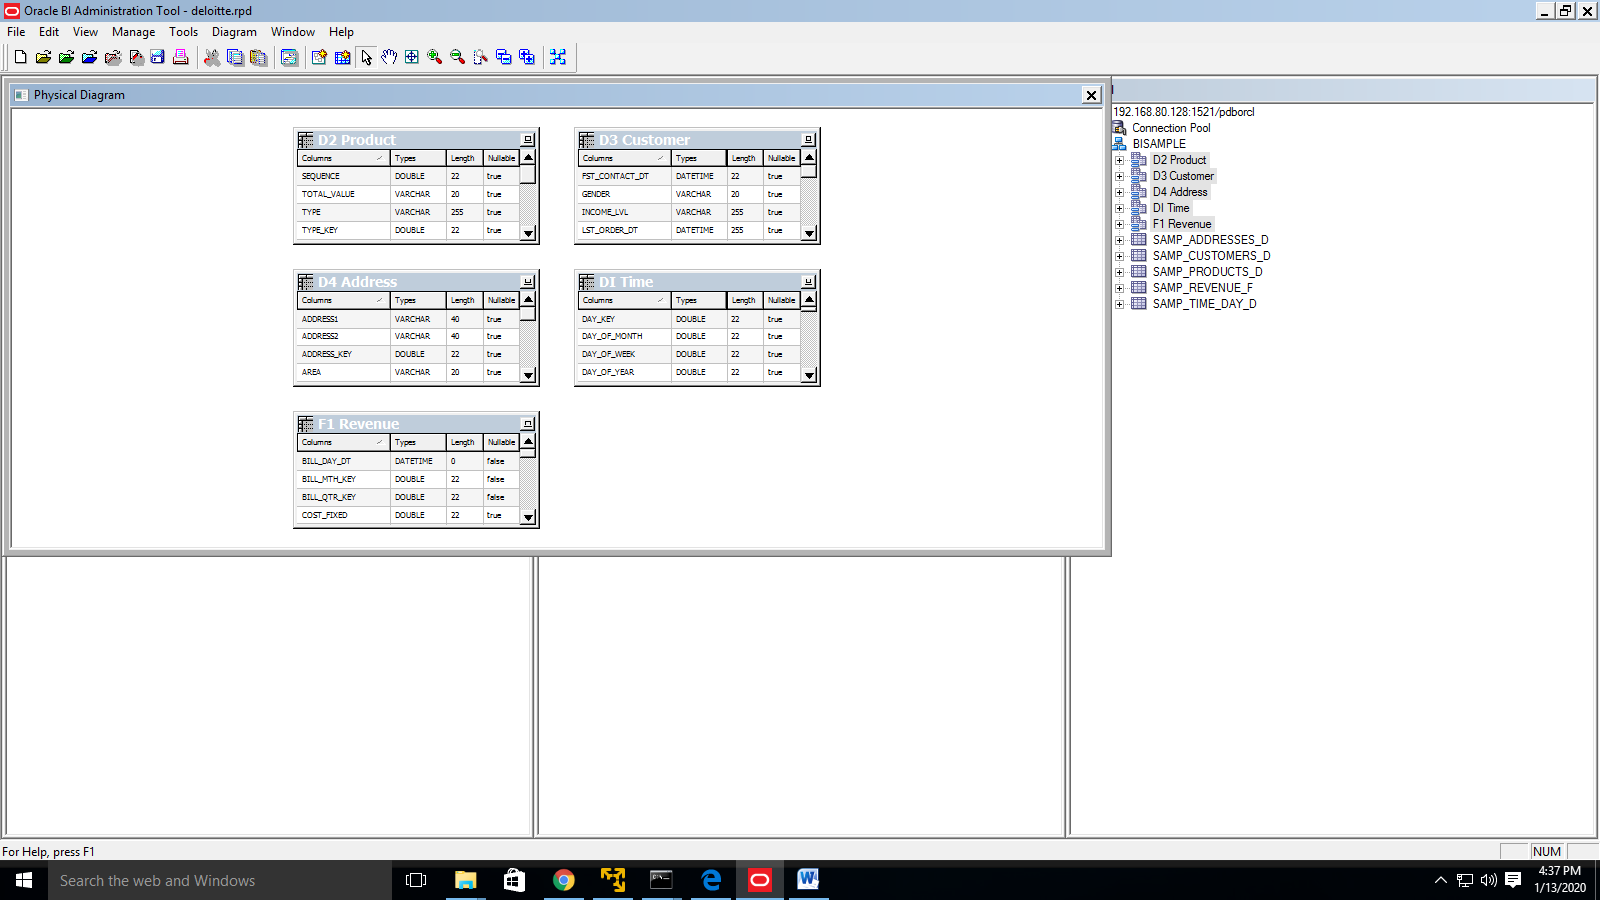 Oracle BI Administration Tool - deloitte.rpd
File Edit View Manage Tools Diagram Window Help
Physical Diagram
D2 Product
Columns Types Length Nullable
SEQUENCE DOUBLE 22 true
TOTAL_VALUE VARCHAR 20 true
TYPE VARCHAR 255 true
TYPE_KEY DOUBLE 22 true
D3 Customer
Columns Types Length Nullable
FST_CONTACT_DT DATETIME 22 true
GENDER VARCHAR 20 true
INCOME_LVL VARCHAR 255 true
LST_ORDER_DT DATETIME 255 true
D4 Address
Columns Types Length Nullable
ADDRESS1 VARCHAR 40 true
ADDRESS2 VARCHAR 40 true
ADDRESS_KEY DOUBLE 22 true
AREA VARCHAR 20 true
DI Time
Columns Types Length Nullable
DAY_KEY DOUBLE 22 true
DAY_OF_MONTH DOUBLE 22 true
DAY_OF_WEEK DOUBLE 22 true
DAY_OF_YEAR DOUBLE 22 true
F1 Revenue
Columns Types Length Nullable
BILL_DAY_DT DATETIME 0 false
BILL_MTH_KEY DOUBLE 22 false
BILL_QTR_KEY DOUBLE 22 false
COST_FIXED DOUBLE 22 true
192.168.80.128:1521/pdborcl
Connection Pool
BISAMPLE
D2 Product
D3 Customer
D4 Address
DI Time
F1 Revenue
SAMP_ADDRESSES_D
SAMP_CUSTOMERS_D
SAMP_PRODUCTS_D
SAMP_REVENUE_F
SAMP_TIME_DAY_D
For Help, press F1
NUM
Search the web and Windows
4:37 PM
1/13/2020